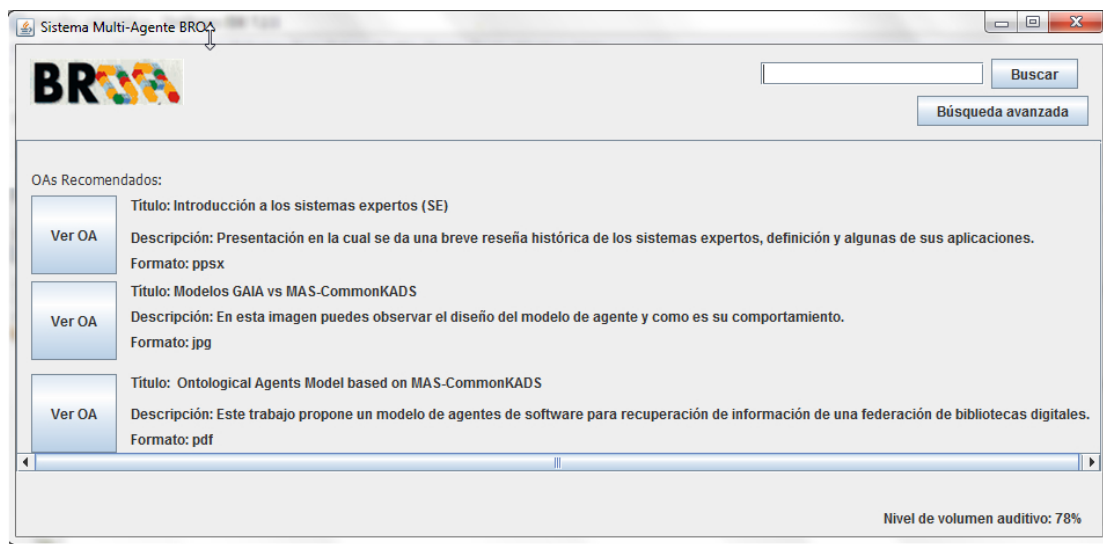 Sistema Multi-Agente BROA
BROA
Buscar
Búsqueda avanzada
OAs Recomendados:
Ver OA
Título: Introducción a los sistemas expertos (SE)
Descripción: Presentación en la cual se da una breve reseña histórica de los sistemas expertos, definición y algunas de sus aplicaciones.
Formato: ppsx
Ver OA
Título: Modelos GAIA vs MAS-CommonKADS
Descripción: En esta imagen puedes observar el diseño del modelo de agente y como es su comportamiento.
Formato: jpg
Ver OA
Título: Ontological Agents Model based on MAS-CommonKADS
Descripción: Este trabajo propone un modelo de agentes de software para recuperación de información de una federación de bibliotecas digitales.
Formato: pdf
Nivel de volumen auditivo: 78%